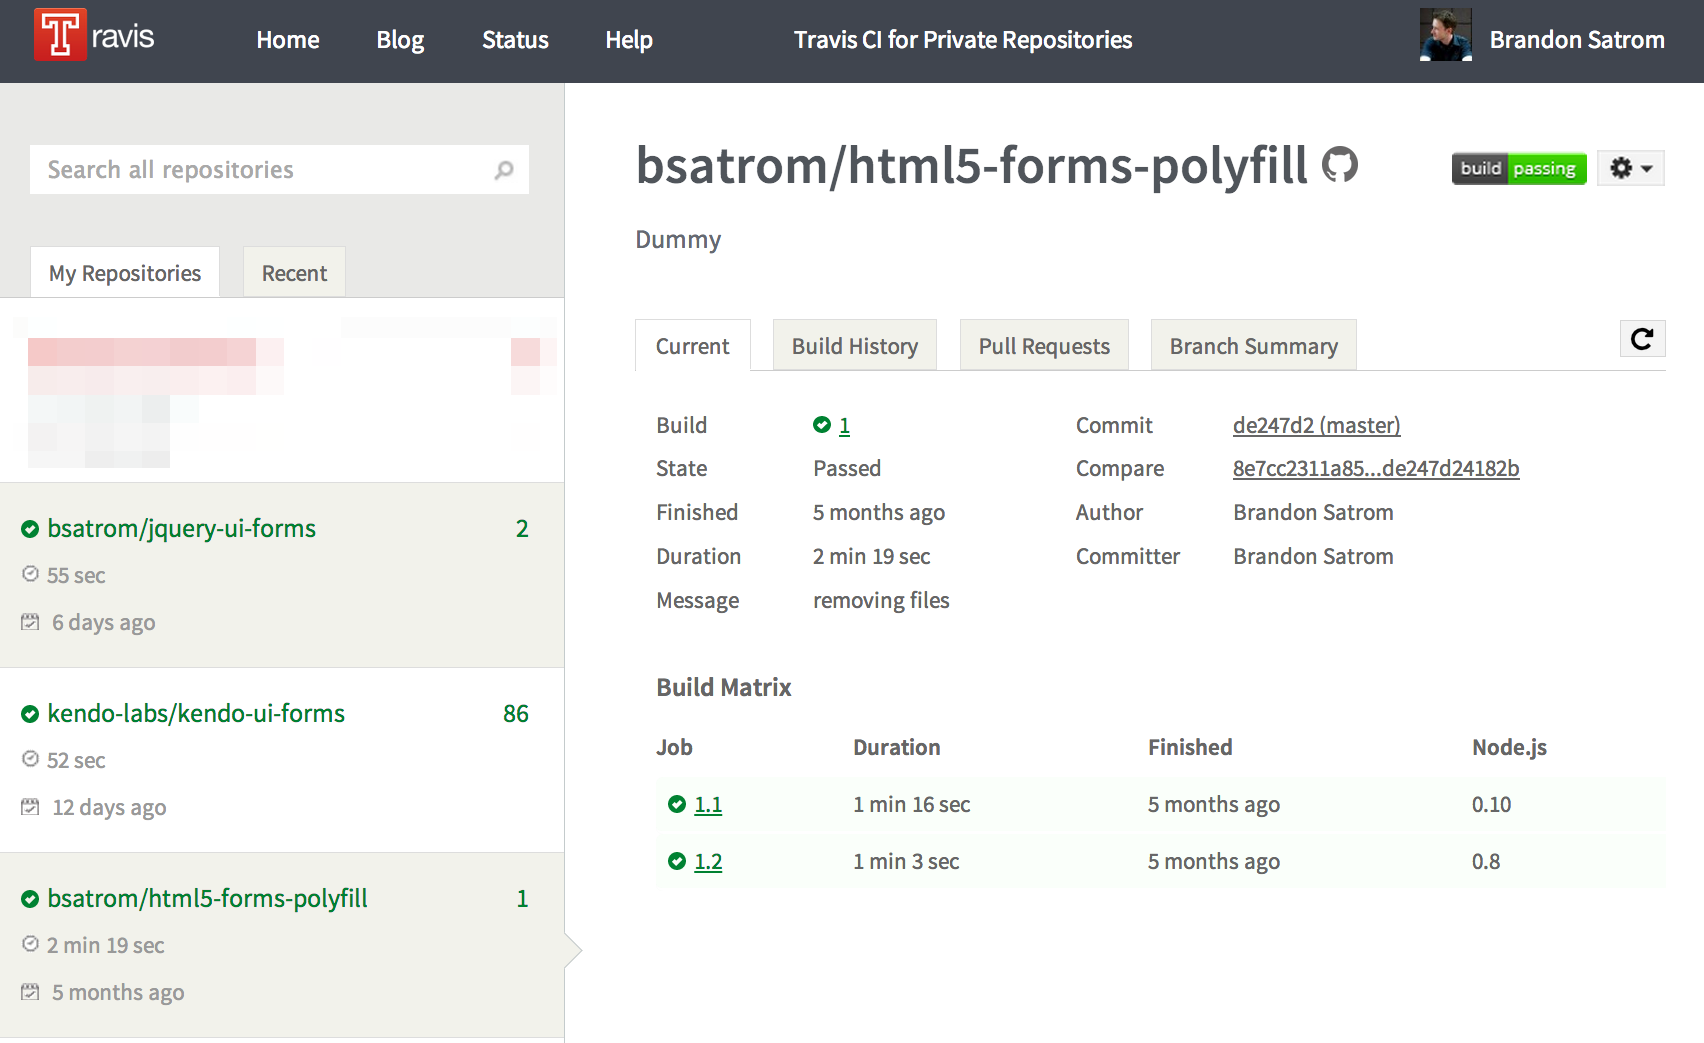 Travis
Home Blog Status Help Travis CI for Private Repositories Brandon Satrom
Search all repositories
My Repositories Recent
bsatrom/jquery-ui-forms 2
55 sec
6 days ago
kendo-labs/kendo-ui-forms 86
52 sec
12 days ago
bsatrom/html5-forms-polyfill 1
2 min 19 sec
5 months ago
bsatrom/html5-forms-polyfill
build passing
Dummy
Current Build History Pull Requests Branch Summary
Build 1 Commit de247d2 (master)
State Passed Compare 8e7cc2311a85...de247d24182b
Finished 5 months ago Author Brandon Satrom
Duration 2 min 19 sec Committer Brandon Satrom
Message removing files
Build Matrix
Job Duration Finished Node.js
1.1 1 min 16 sec 5 months ago 0.10
1.2 1 min 3 sec 5 months ago 0.8